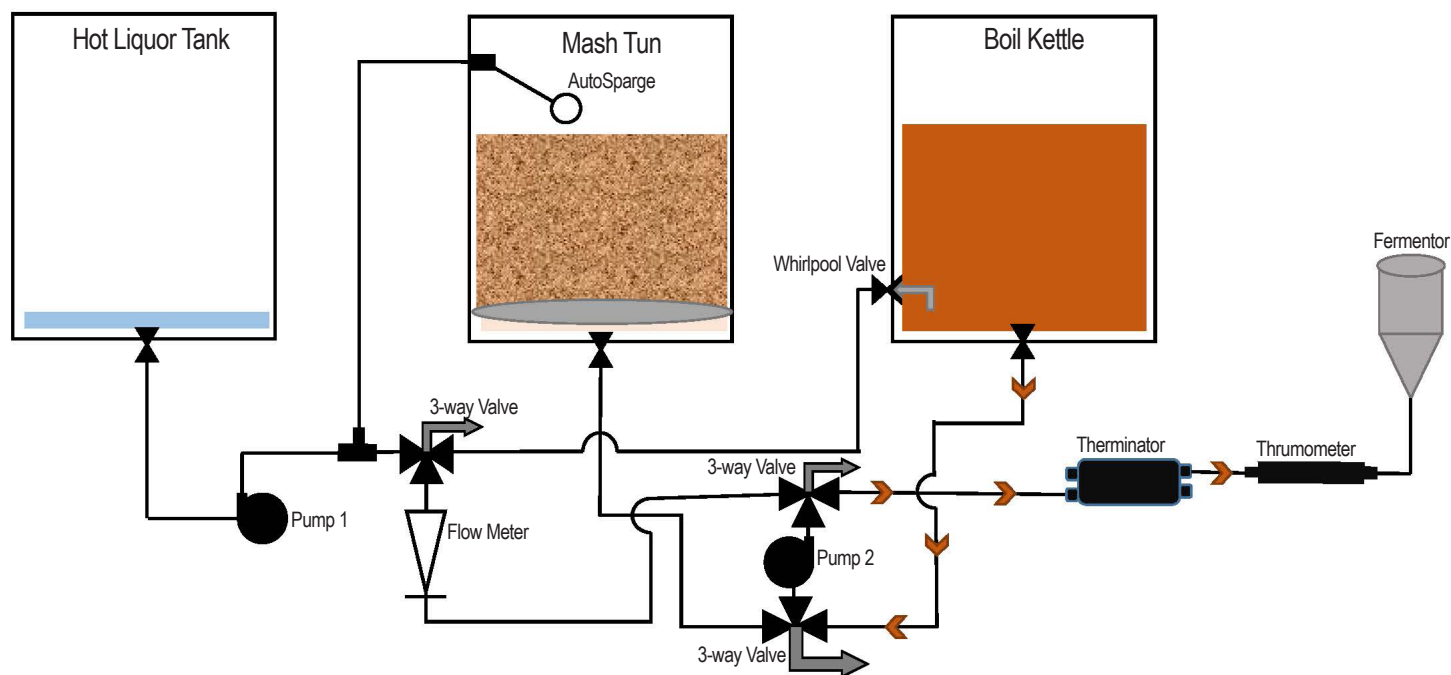 Hot Liquor Tank
Mash Tun
Boil Kettle
AutoSparge
Fermentor
Whirlpool Valve
3-way Valve
3-way Valve
Therminator
Thrumometer
Pump 1
Flow Meter
Pump 2
3-way Valve